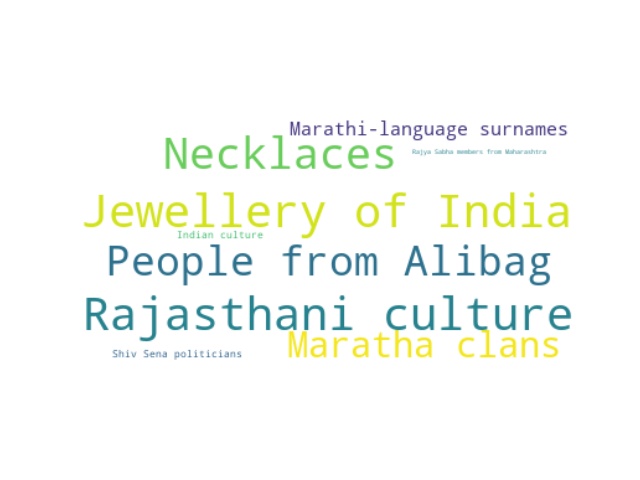 Marathi-language surnames
Necklaces
Rajya Sabha members from Maharashtra
Jewellery of India
Indian culture
People from Alibag
Rajasthani culture
Maratha clans
Shiv Sena politicians